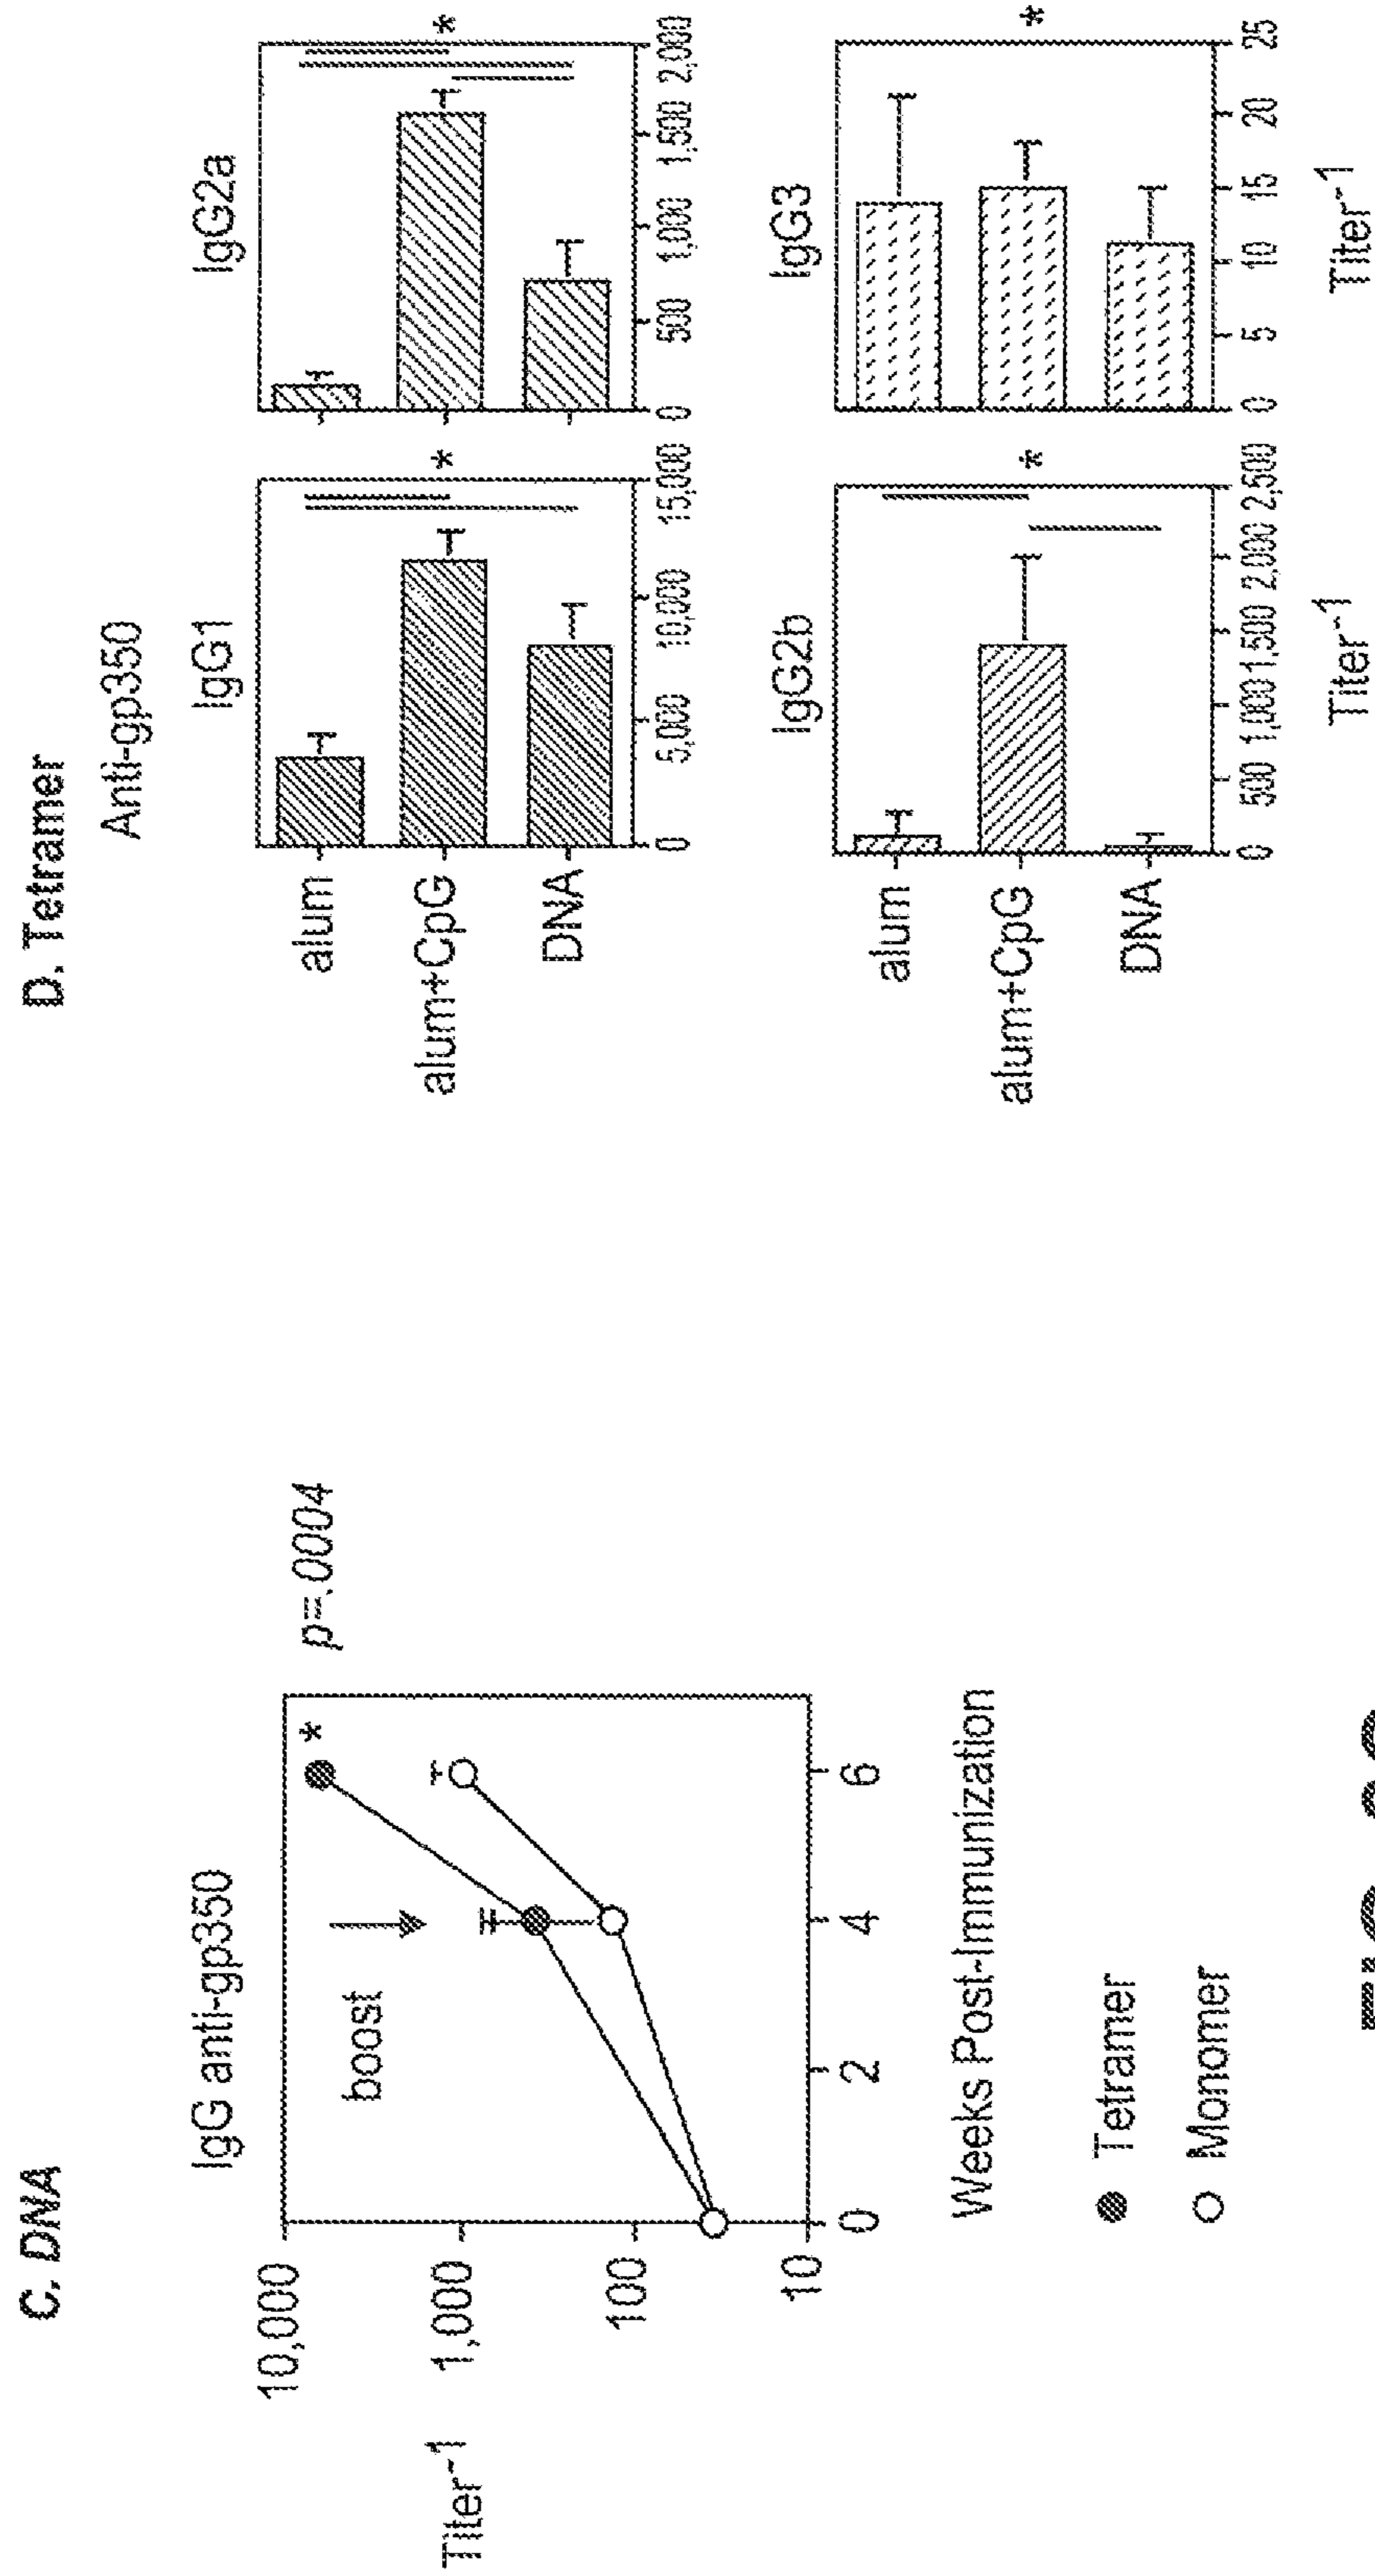 C. DNA
IgG anti-gp350
10,000
1,000
100
10
Titer⁻¹
boost
*
p=.0004
0 2 4 6
Weeks Post-Immunization
Tetramer
Monomer
D. Tetramer
Anti-gp350
IgG1
alum
alum+CpG
DNA
*
0 5,000 10,000 15,000
IgG2a
*
0 500 1,000 1,500 2,000
IgG2b
alum
alum+CpG
DNA
*
0 500 1,000 1,500 2,000 2,500
Titer⁻¹
IgG3
*
0 5 10 15 20 25
Titer⁻¹